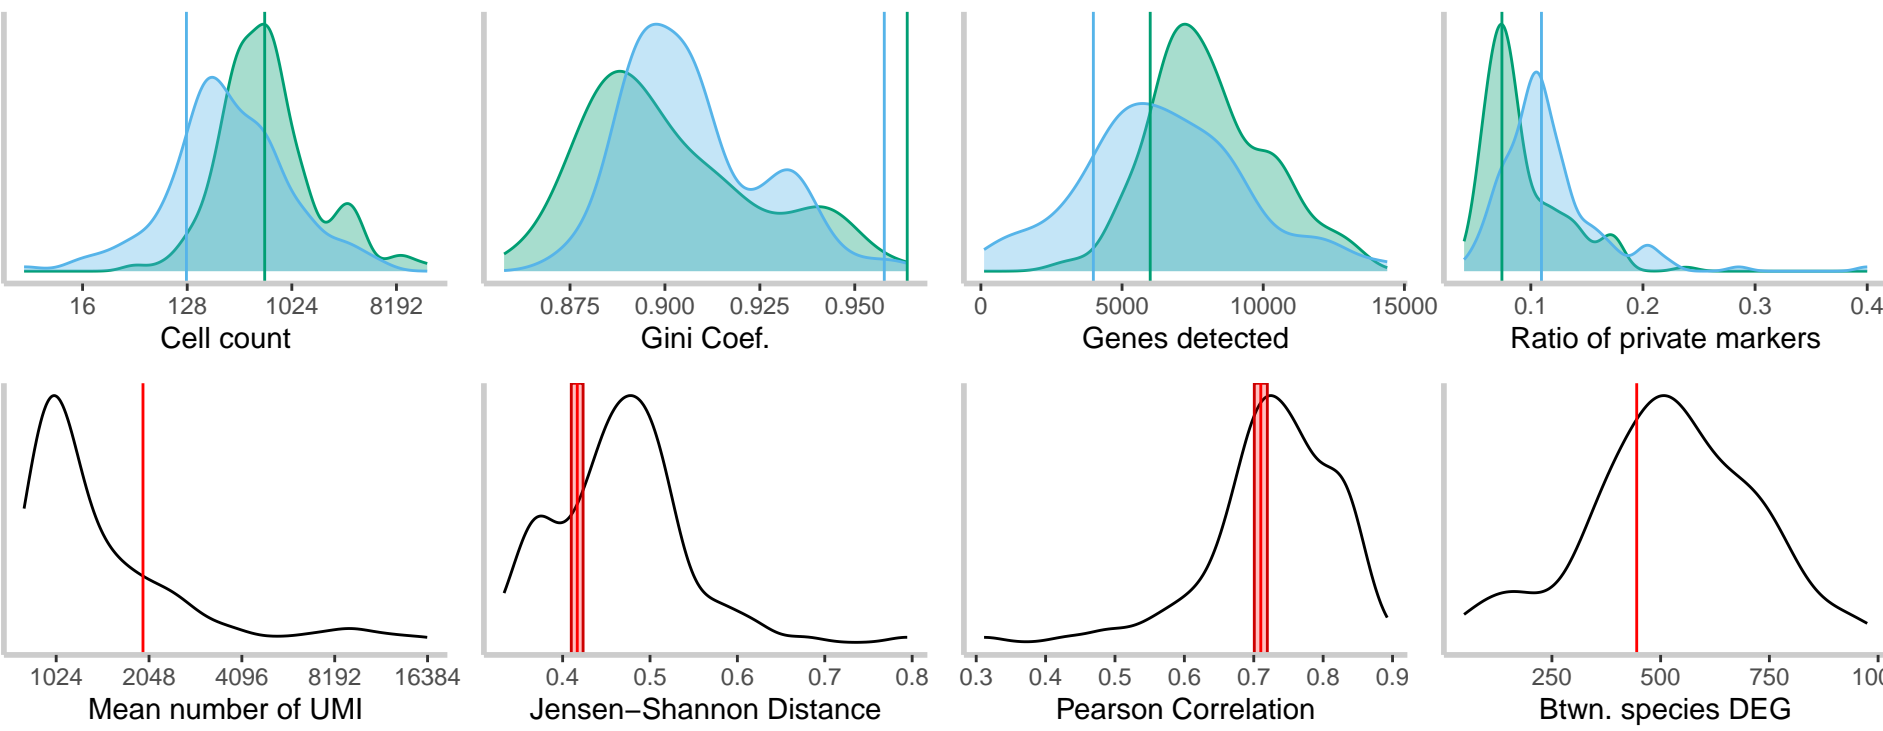 16 128 1024 8192
Cell count
0.875 0.900 0.925 0.950
Gini Coef.
0 5000 10000 15000
Genes detected
0.1 0.2 0.3 0.4
Ratio of private markers
1024 2048 4096 8192 16384
Mean number of UMI
0.4 0.5 0.6 0.7 0.8
Jensen−Shannon Distance
0.3 0.4 0.5 0.6 0.7 0.8 0.9
Pearson Correlation
250 500 750 100
Btwn. species DEG